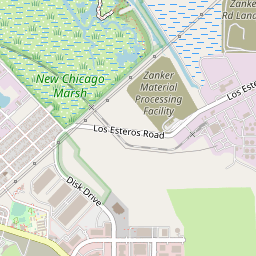 Zanker
Rd Land
New Chicago
Marsh
Zanker
Material
Processing
Facility
Los Este
Los Esteros Road
Disk Drive